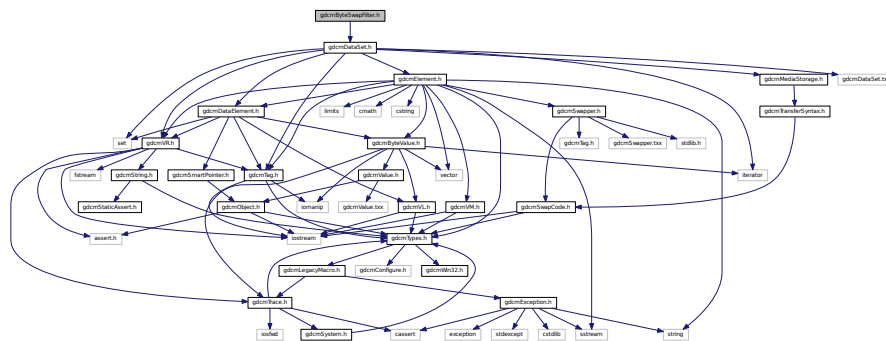 gdcmByteSwapFilter.h
gdcmDataSet.h
gdcmElement.h
gdcmMediaStorage.h
gdcmDataSet.tx
gdcmDataElement.h
limits
cmath
cstring
gdcmSwapper.h
gdcmTransferSyntax.h
set
gdcmVR.h
gdcmByteValue.h
gdcmTag.h
gdcmSwapper.txx
stdlib.h
fstream
gdcmString.h
gdcmSmartPointer.h
gdcmTag.h
gdcmValue.h
vector
iterator
gdcmStaticAssert.h
gdcmObject.h
iomanip
gdcmValue.txx
gdcmVL.h
gdcmVM.h
gdcmSwapCode.h
assert.h
iostream
gdcmTypes.h
gdcmLegacyMacro.h
gdcmConfigure.h
gdcmWin32.h
gdcmTrace.h
gdcmException.h
iosfwd
gdcmSystem.h
cassert
exception
stdexcept
cstdlib
sstream
string